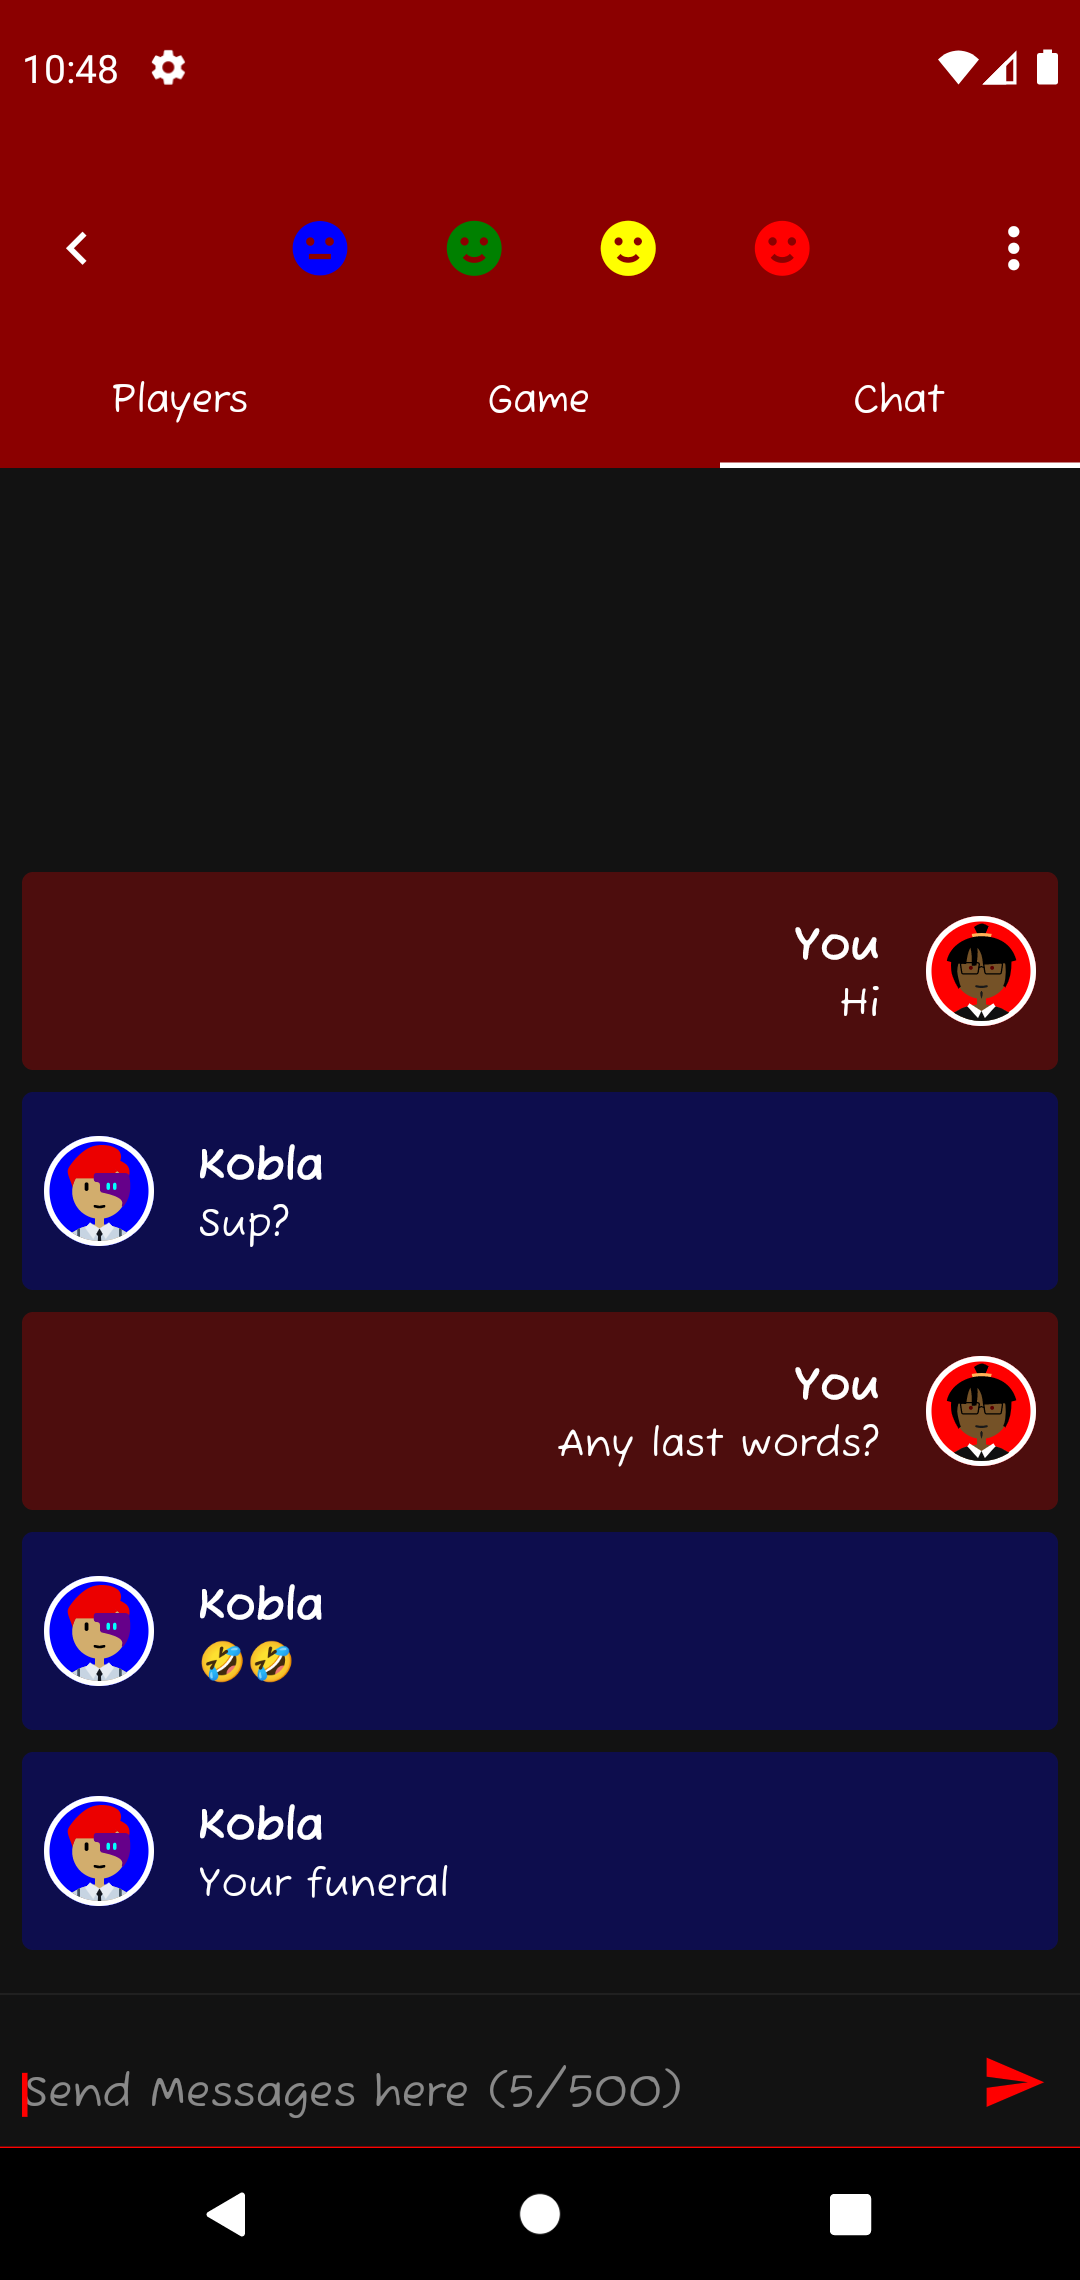 10:48
Players Game Chat
You
Hi
Kobla
Sup?
You
Any last words?
Kobla
🤣🤣
Kobla
Your funeral
Send Messages here (5/500)